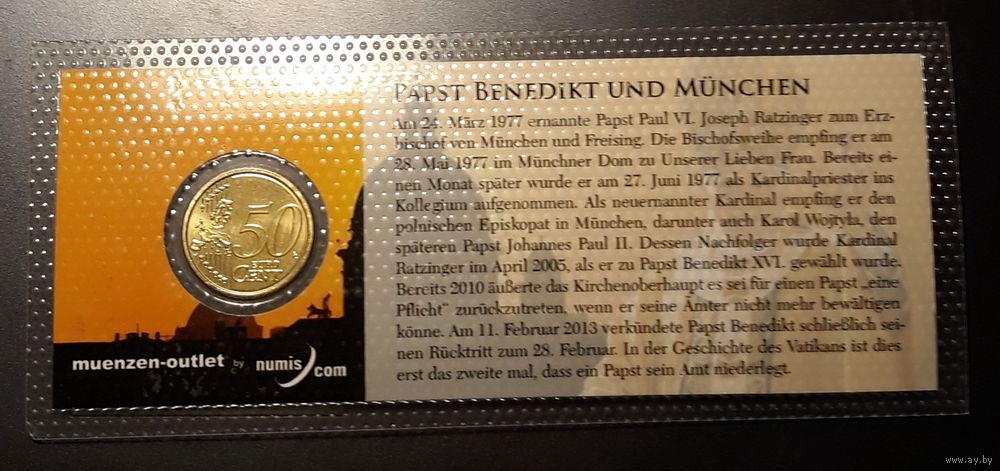 PAPST BENEDIKT UND MÜNCHEN
Am 24. März 1977 ernannte Papst Paul VI. Joseph Ratzinger zum Erz-
bischof von München und Freising. Die Bischofsweihe empfing er am
28. Mai 1977 im Münchner Dom zu Unserer Lieben Frau. Bereits ei-
nen Monat später wurde er am 27. Juni 1977 als Kardinalpriester ins
Kollegium aufgenommen. Als neuernannter Kardinal empfing er den
polnischen Episkopat in München, darunter auch Karol Wojtyła, den
späteren Papst Johannes Paul II. Dessen Nachfolger wurde Kardinal
Ratzinger im April 2005, als er zu Papst Benedikt XVI. gewählt wurde.
Bereits 2010 äußerte das Kirchenoberhaupt es sei für einen Papst „eine
Pflicht" zurückzutreten, wenn er seine Ämter nicht mehr bewältigen
könne. Am 11. Februar 2013 verkündete Papst Benedikt schließlich sei-
nen Rücktritt zum 28. Februar. In der Geschichte des Vatikans ist dies
erst das zweite mal, dass ein Papst sein Amt niederlegt.
50
EURO
CENT
muenzen-outlet by numis.com
www.ay.by